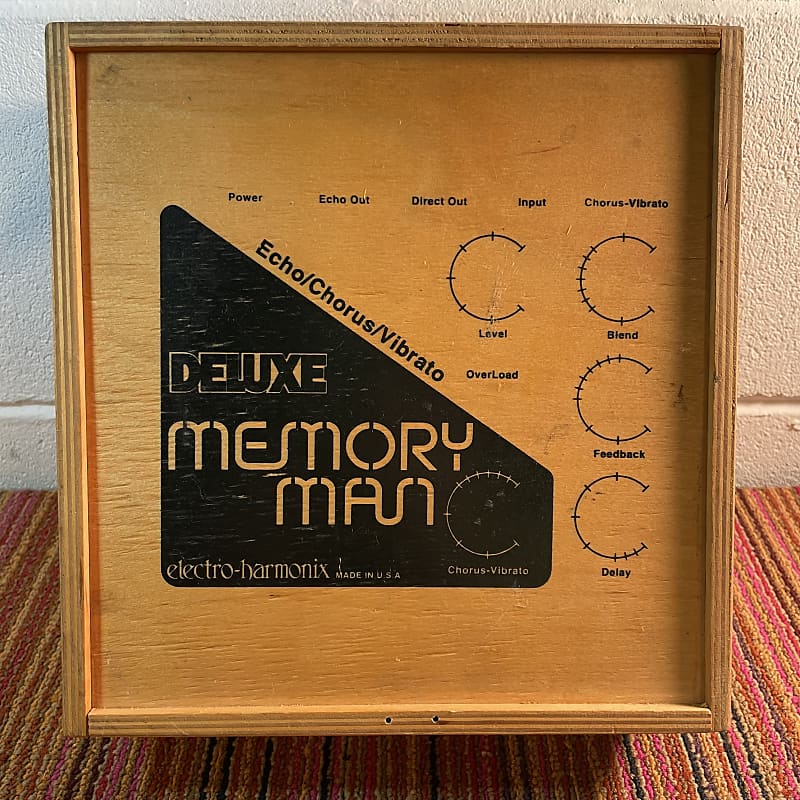 Power Echo Out Direct Out Input Chorus-Vibrato
Echo/Chorus/Vibrato
Level
Blend
OverLoad
DELUXE
MEMORY
MAN
Feedback
electro-harmonix MADE IN U.S.A
Chorus-Vibrato
Delay